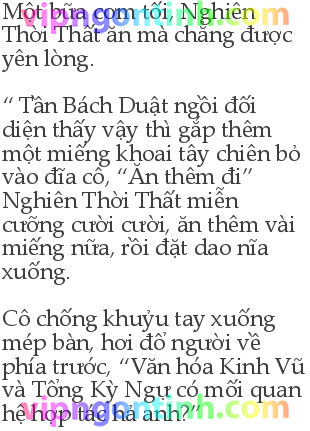 Một bữa cơm tối, Nghiên
Thời Thất ăn mà chẳng được
yên lòng.
“ Tần Bách Duật ngồi đối
diện thấy vậy thì gắp thêm
một miếng khoai tây chiên bỏ
vào đĩa cô, “Ăn thêm đi”
Nghiên Thời Thất miễn
cưỡng cười cười, ăn thêm vài
miếng nữa, rồi đặt dao nĩa
xuống.
Cô chống khuỷu tay xuống
mép bàn, hơi đổ người về
phía trước, “Văn hóa Kinh Vũ
và Tổng Kỳ Ngự có mối quan
hệ hợp tác hả anh?”
vipngontinh.com
vipngontinh.com